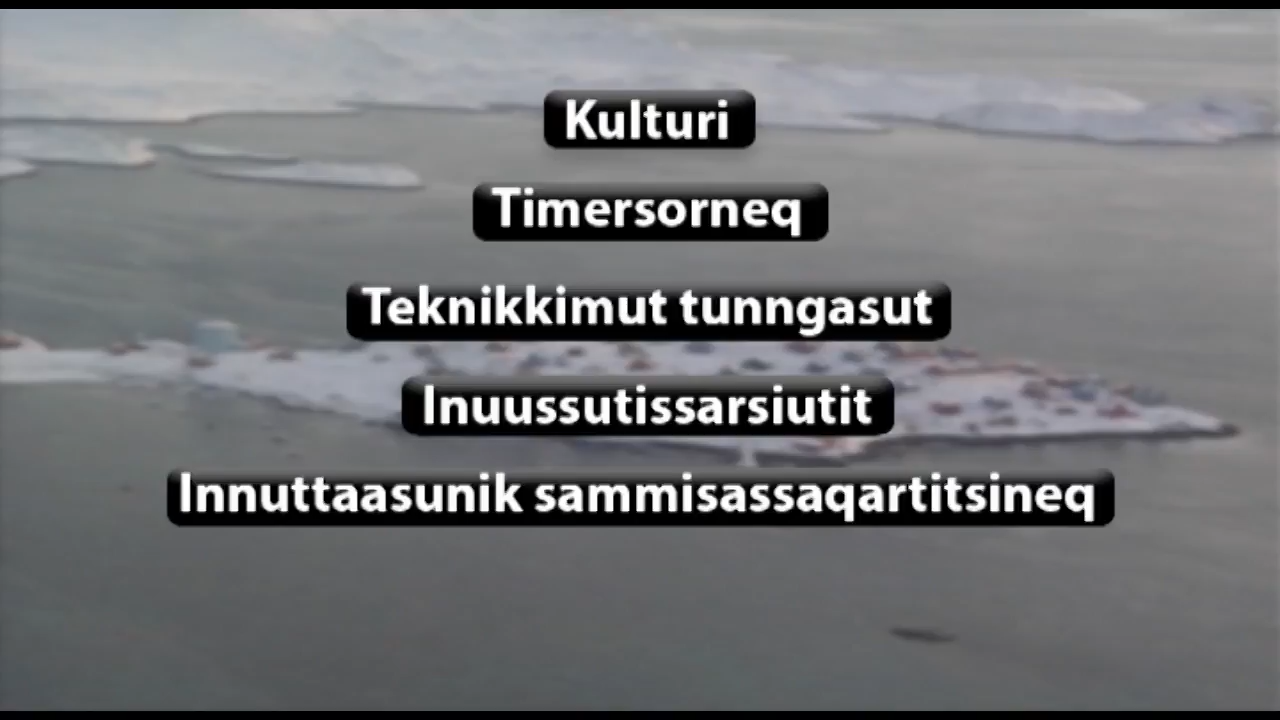 Kulturi
Timersorneq
Teknikkimut tunngasut
Inuussutissarsiutit
Innuttaasunik sammisassaqartitsineq